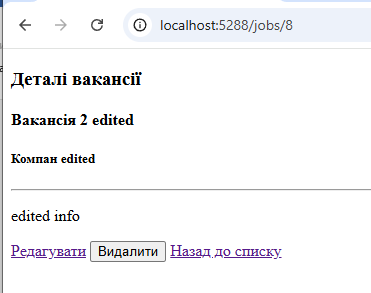 localhost:5288/jobs/8
Деталі вакансії
Вакансія 2 edited
Компан edited
edited info
Редагувати Видалити Назад до списку